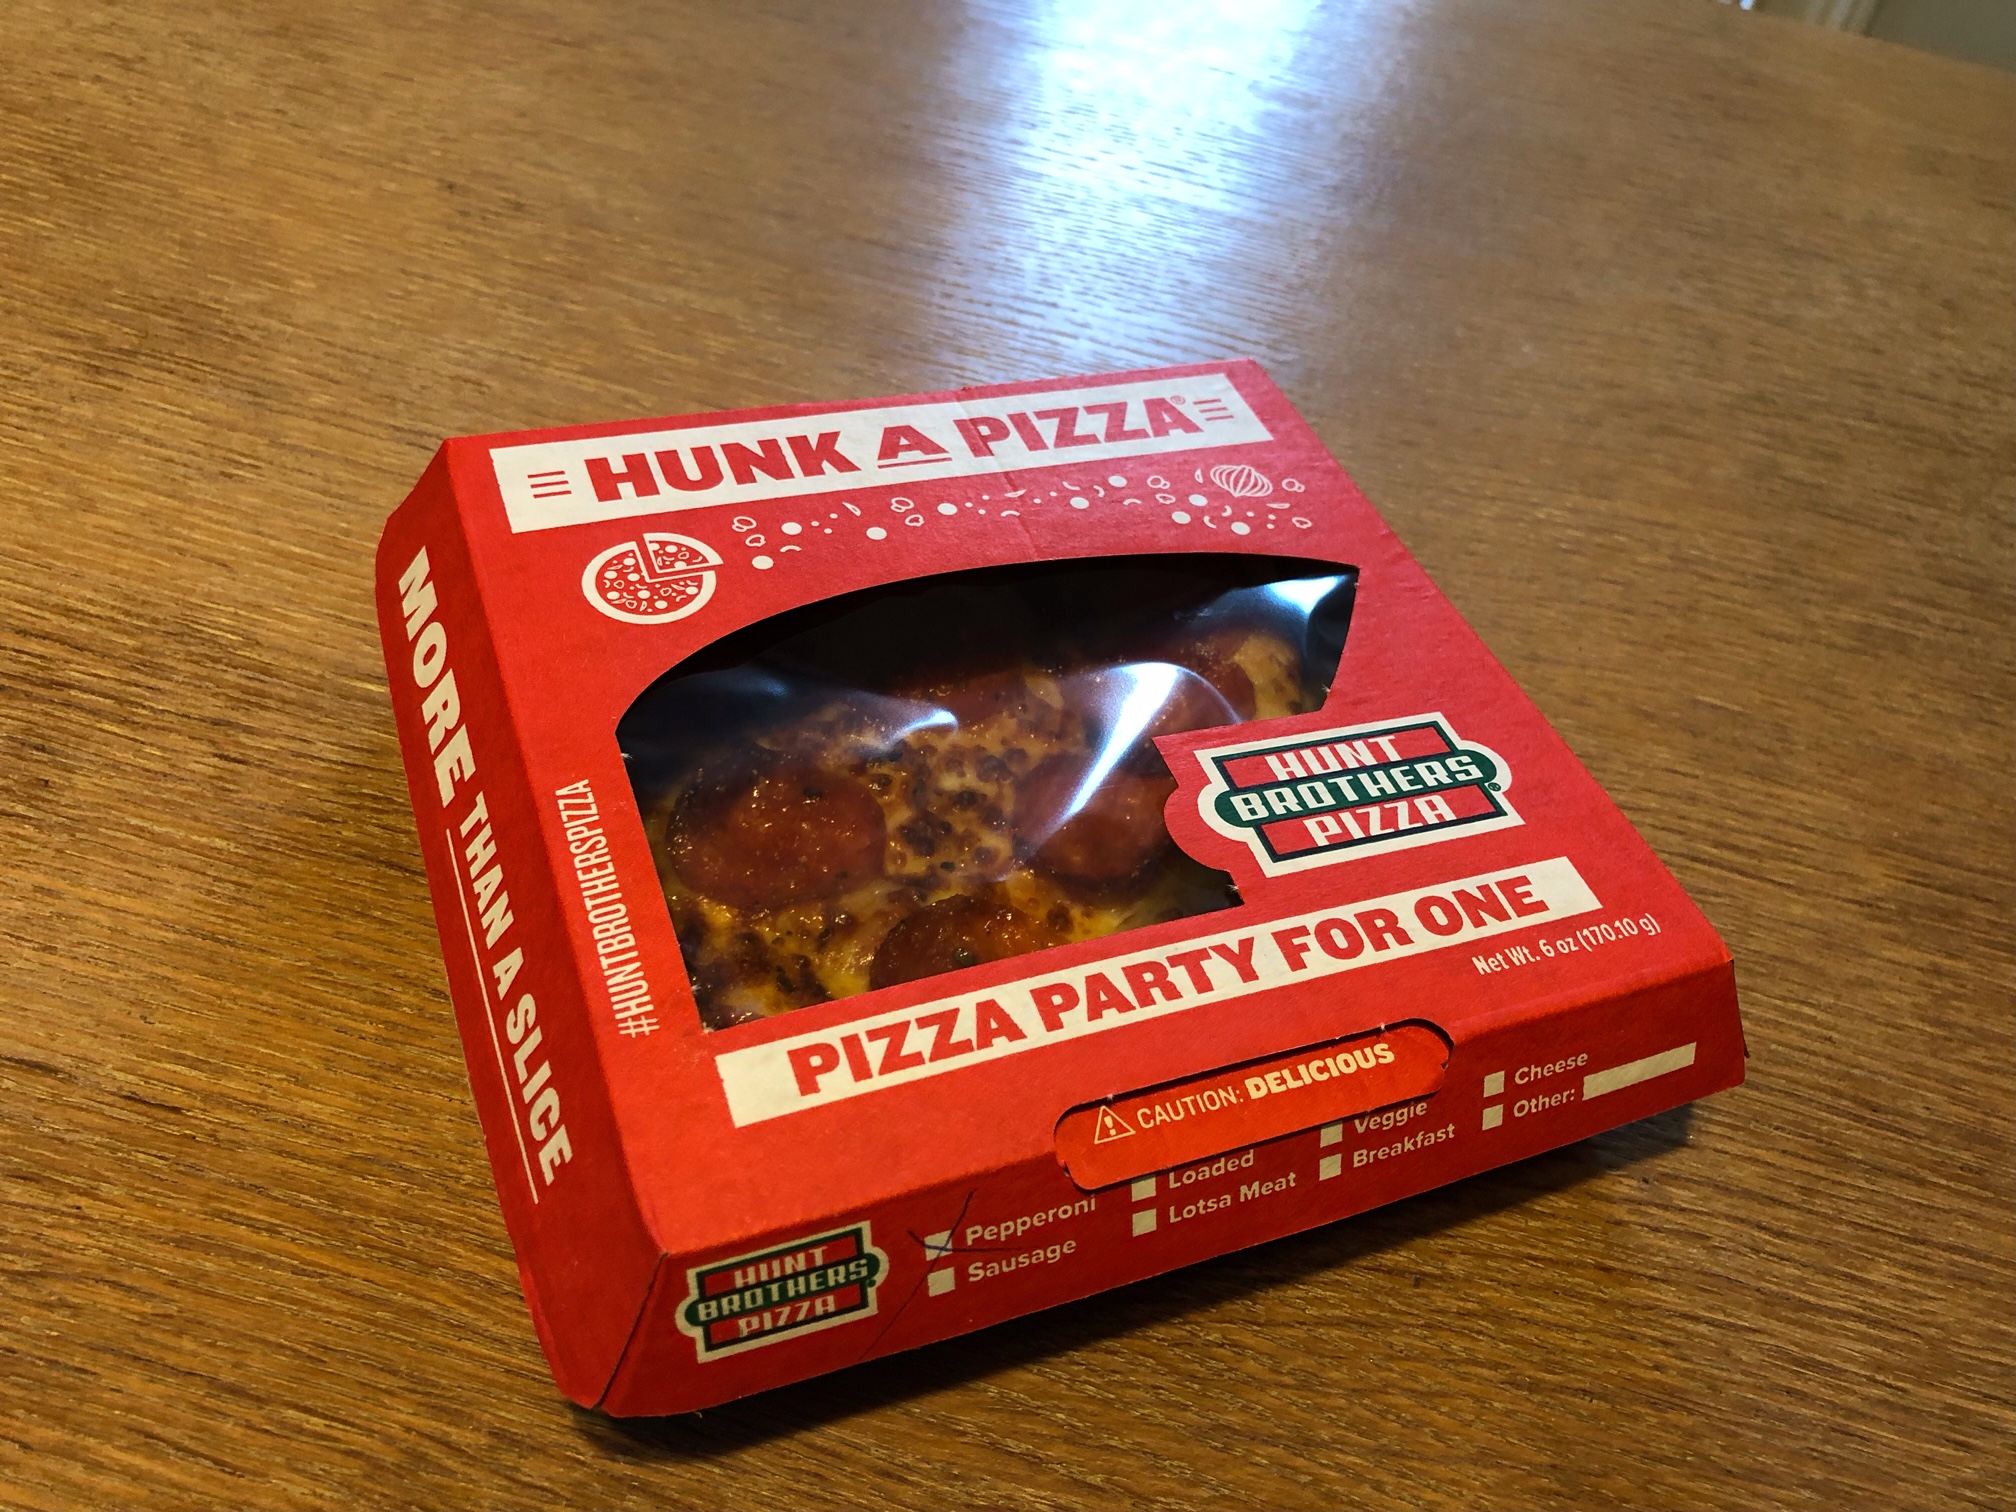 HUNK A PIZZA®
MORE THAN A SLICE
#HUNTBROTHERSPIZZA
HUNT
BROTHERS®
PIZZA
PIZZA PARTY FOR ONE
Net Wt. 6 oz (170.10 g)
CAUTION: DELICIOUS
HUNT
BROTHERS®
PIZZA
Pepperoni
Sausage
Loaded
Lotsa Meat
Veggie
Breakfast
Cheese
Other: